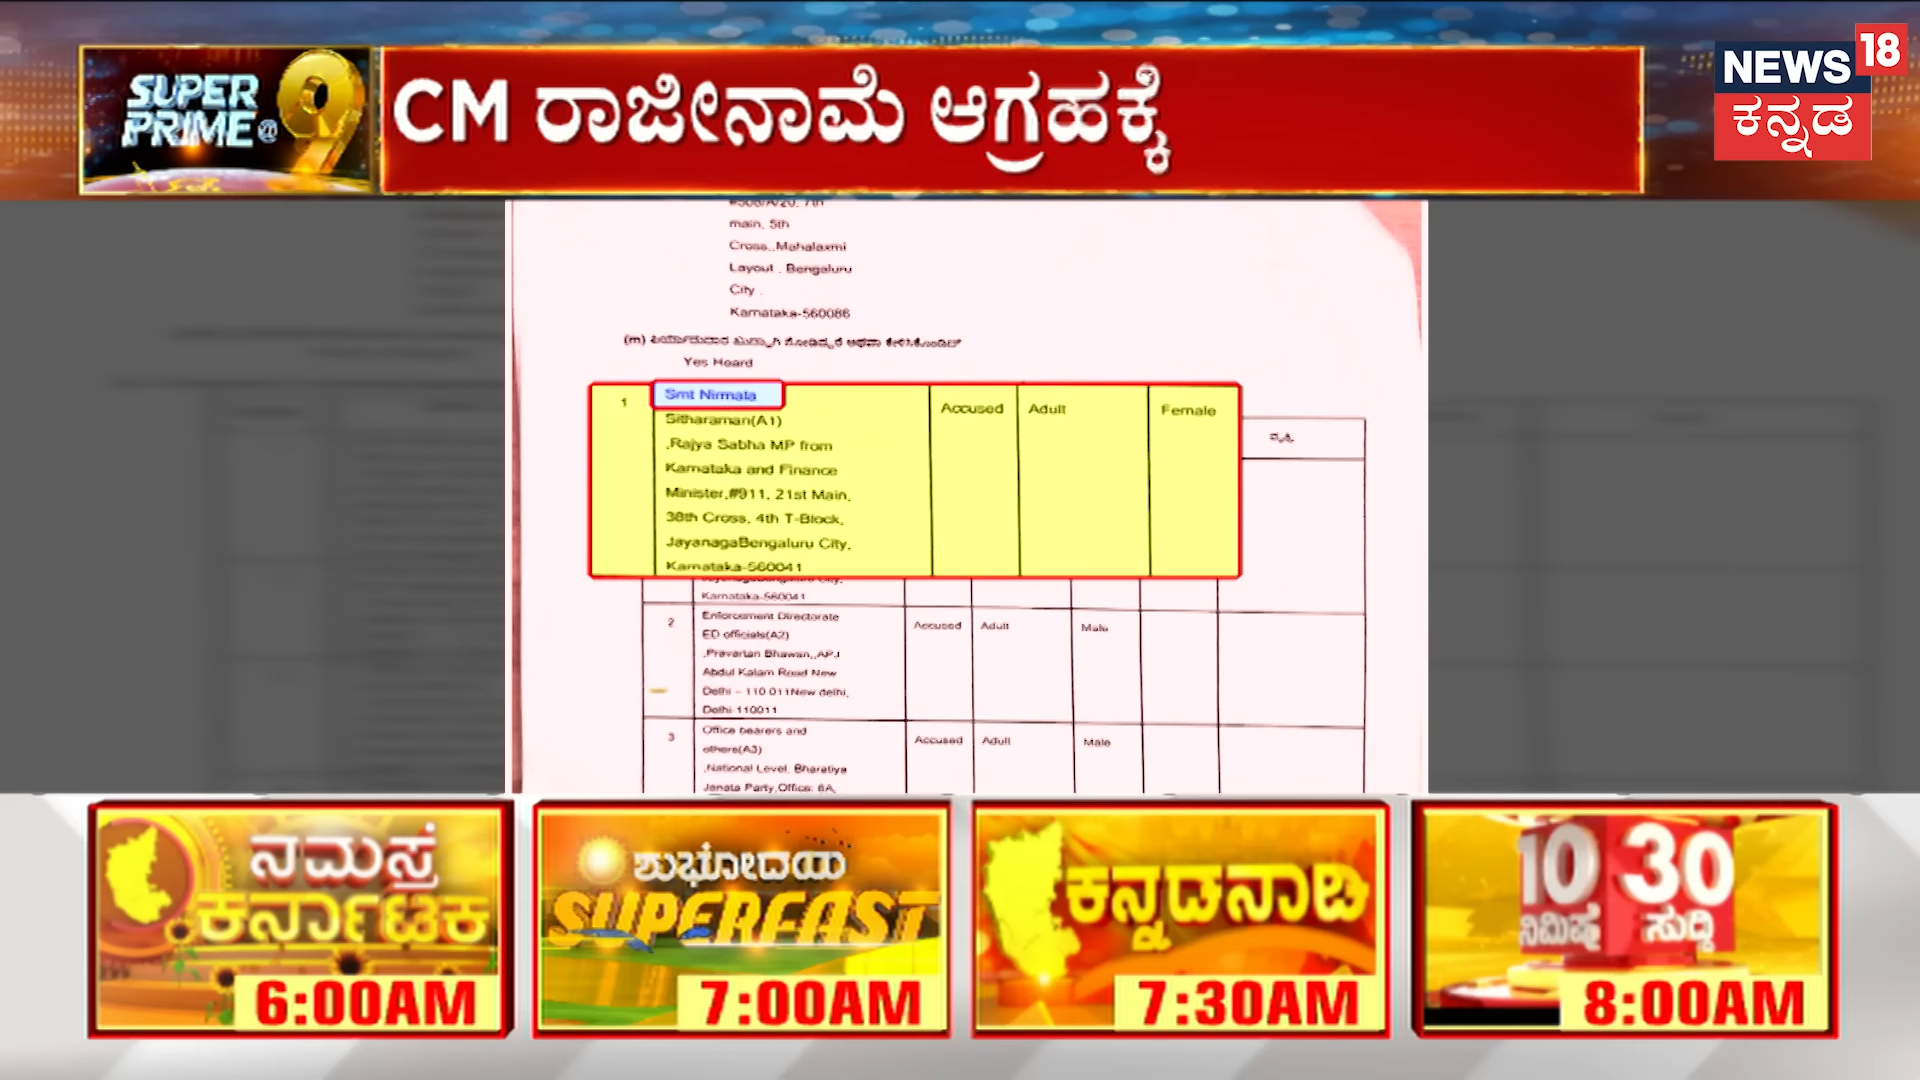 SUPER
PRIME@9
CM ರಾಜೀನಾಮೆ ಆಗ್ರಹಕ್ಕೆ
NEWS 18
ಕನ್ನಡ
#508/A/20, 7th
main, 5th
Cross,,Mahalaxmi
Layout , Bengaluru
City ,
Karnataka-560086
(m)
Yes Heard
1 Smt Nirmala Accused Adult Female
Sitharaman(A1)
,Rajya Sabha MP from
Karnataka and Finance
Minister,#911, 21st Main,
38th Cross, 4th T-Block,
JayanagaBengaluru City,
Karnataka-560041
JayanagaBengaluru City,
Karnataka-560041
2 Enforcement Directorate Accused Adult Male
ED officials(A2)
,Pravartan Bhawan,,APJ
Abdul Kalam Road New
Delhi – 110 011New delhi,
Delhi-110011
3 Office bearers and Accused Adult Male
others(A3)
,National Level, Bharatiya
Janata Party,Office: 6A,
ನಮಸ್ತೆ
ಕರ್ನಾಟಕ
6:00AM
ಶುಭೋದಯ
SUPERFAST
7:00AM
ಕನ್ನಡನಾಡಿ
7:30AM
10 30
ನಿಮಿಷ ಸುದ್ದಿ
8:00AM